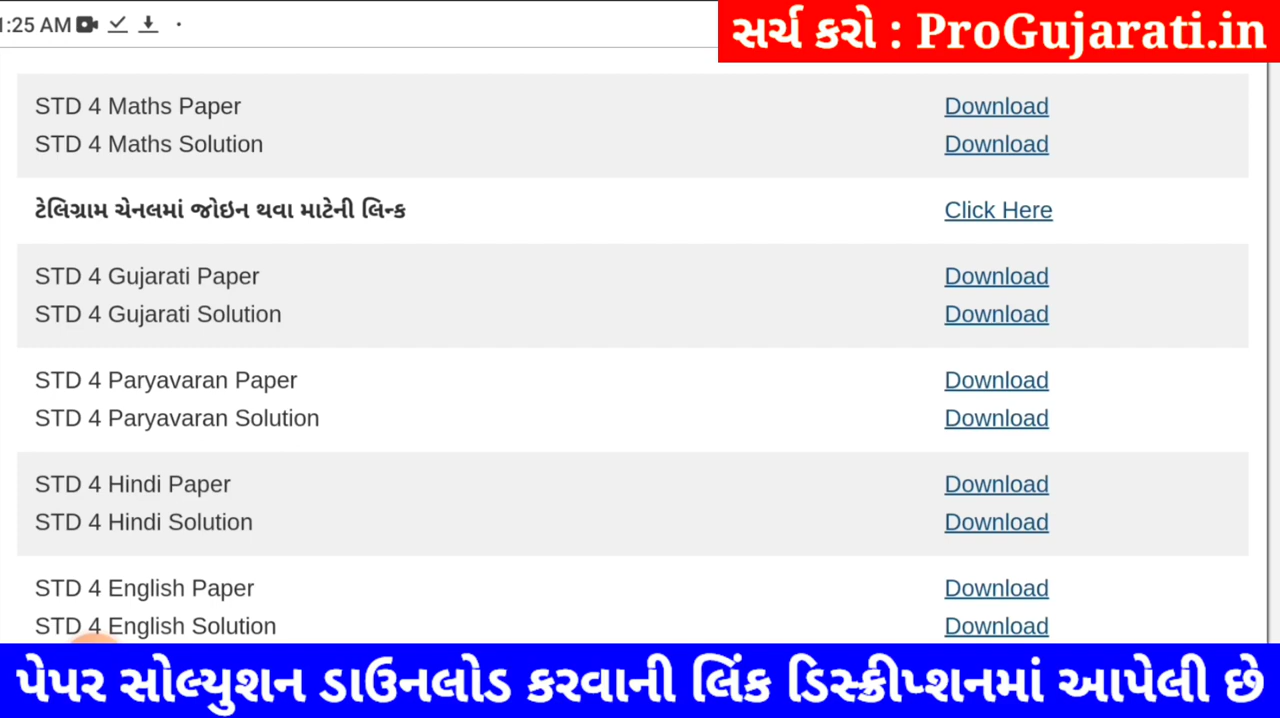 1:25 AM
સર્ચ કરો : ProGujarati.in
STD 4 Maths Paper Download
STD 4 Maths Solution Download
ટેલિગ્રામ ચેનલમાં જોઇન થવા માટેની લિન્ક Click Here
STD 4 Gujarati Paper Download
STD 4 Gujarati Solution Download
STD 4 Paryavaran Paper Download
STD 4 Paryavaran Solution Download
STD 4 Hindi Paper Download
STD 4 Hindi Solution Download
STD 4 English Paper Download
STD 4 English Solution Download
પેપર સોલ્યુશન ડાઉનલોડ કરવાની લિંક ડિસ્ક્રીપ્શનમાં આપેલી છે